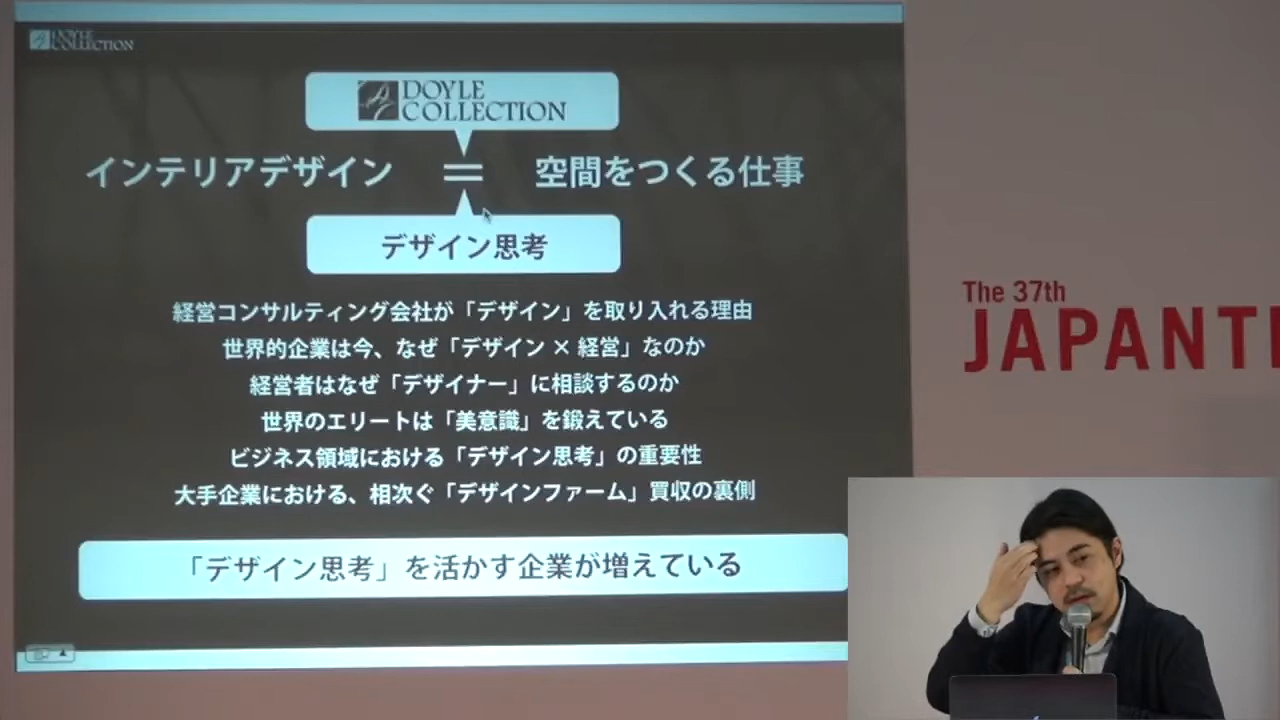 DOYLE
COLLECTION
DOYLE
COLLECTION
インテリアデザイン = 空間をつくる仕事
デザイン思考
経営コンサルティング会社が「デザイン」を取り入れる理由
世界的企業は今、なぜ「デザイン × 経営」なのか
経営者はなぜ「デザイナー」に相談するのか
世界のエリートは「美意識」を鍛えている
ビジネス領域における「デザイン思考」の重要性
大手企業における、相次ぐ「デザインファーム」買収の裏側
「デザイン思考」を活かす企業が増えている
The 37th
JAPANT